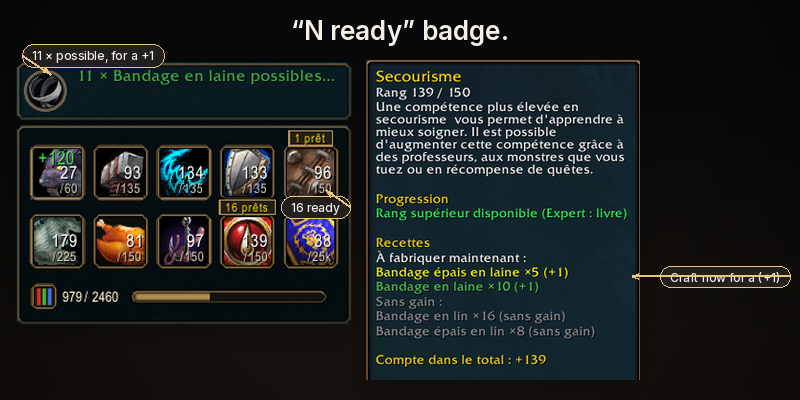 “N ready” badge.
11 × possible, for a +1
11 × Bandage en laine possibles...
1 prêt
+120
27
/60
93
/135
134
/135
133
/135
96
/150
16 prêts
16 ready
179
/225
81
/150
97
/150
139
/150
38
/25k
979 / 2460
Secourisme
Rang 139 / 150
Une compétence plus élevée en
secourisme vous permet d'apprendre à
mieux soigner. Il est possible
d'augmenter cette compétence grâce à
des professeurs, aux monstres que vous
tuez ou en récompense de quêtes.
Progression
Rang supérieur disponible (Expert : livre)
Recettes
À fabriquer maintenant :
Bandage épais en laine ×5 (+1)
Bandage en laine ×10 (+1)
Sans gain :
Bandage en lin ×16 (sans gain)
Bandage épais en lin ×8 (sans gain)
Compte dans le total : +139
Craft now for a (+1)